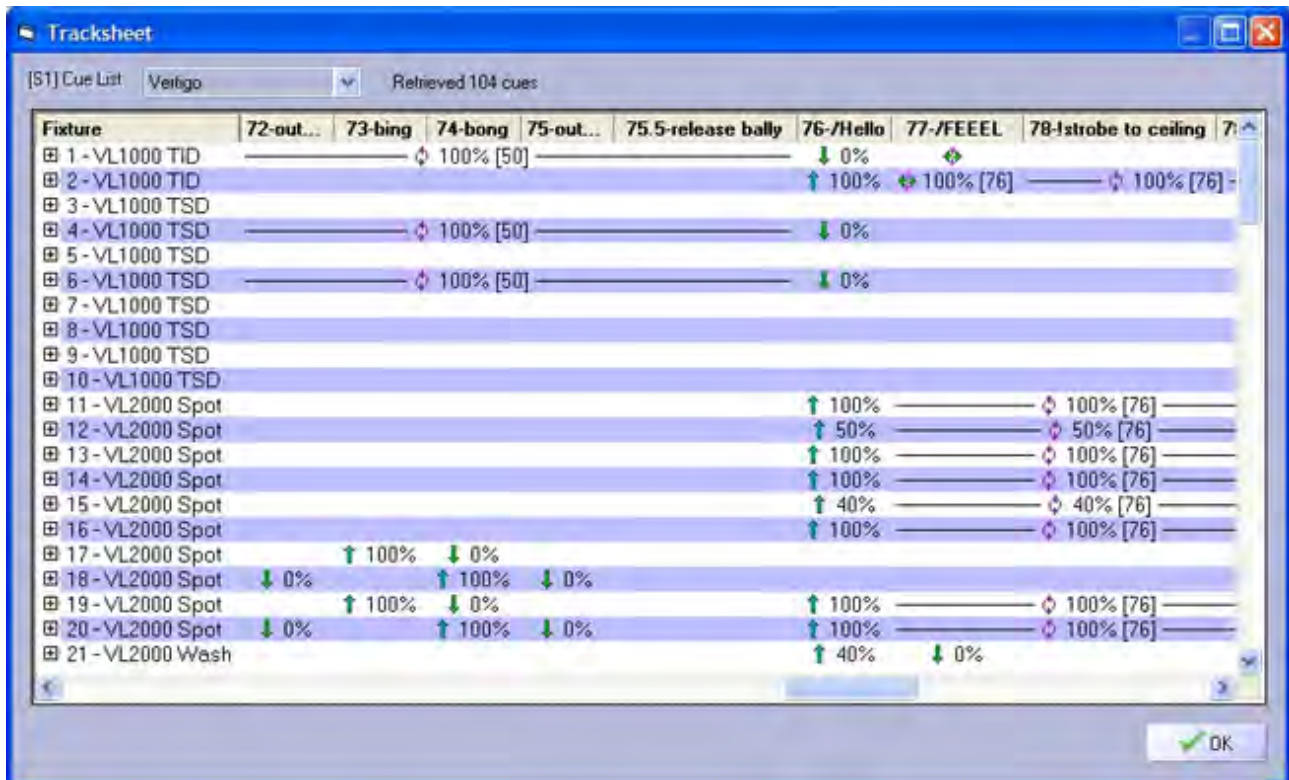 Tracksheet
[S1] Cue List Vertigo Retrieved 104 cues
Fixture 72-out... 73-bing 74-bong 75-out... 75.5-release bally 76-/Hello 77-/FEEEL 78-!strobe to ceiling
1 - VL1000 TID 100% [50] 0%
2 - VL1000 TID 100% 100% [76] 100% [76]
3 - VL1000 TSD
4 - VL1000 TSD 100% [50] 0%
5 - VL1000 TSD
6 - VL1000 TSD 100% [50] 0%
7 - VL1000 TSD
8 - VL1000 TSD
9 - VL1000 TSD
10 - VL1000 TSD
11 - VL2000 Spot 100% 100% [76]
12 - VL2000 Spot 50% 50% [76]
13 - VL2000 Spot 100% 100% [76]
14 - VL2000 Spot 100% 100% [76]
15 - VL2000 Spot 40% 40% [76]
16 - VL2000 Spot 100% 100% [76]
17 - VL2000 Spot 100% 0%
18 - VL2000 Spot 0% 100% 0%
19 - VL2000 Spot 100% 0% 100% 100% [76]
20 - VL2000 Spot 0% 100% 0% 100% 100% [76]
21 - VL2000 Wash 40% 0%
OK